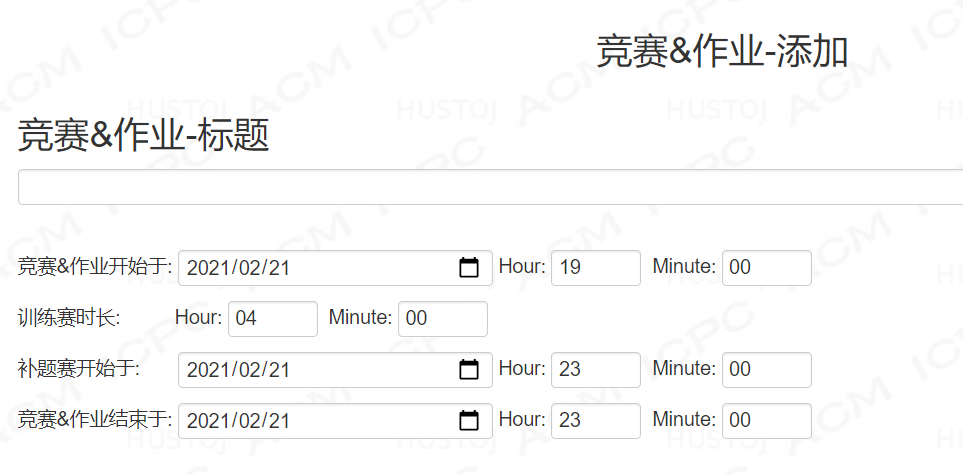 竞赛&作业-添加
竞赛&作业-标题
竞赛&作业开始于: 2021/02/21 Hour: 19 Minute: 00
训练赛时长: Hour: 04 Minute: 00
补题赛开始于: 2021/02/21 Hour: 23 Minute: 00
竞赛&作业结束于: 2021/02/21 Hour: 23 Minute: 00
HUSTOJ ACM ICPC